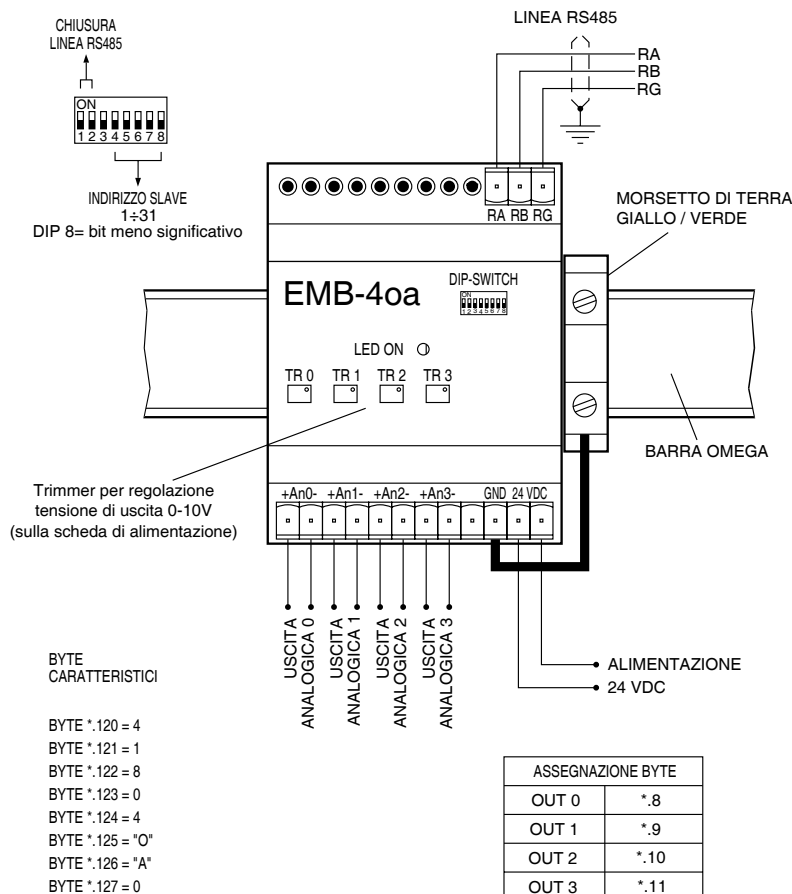 CHIUSURA
LINEA RS485
ON
1 2 3 4 5 6 7 8
INDIRIZZO SLAVE
1÷31
DIP 8= bit meno significativo
LINEA RS485
RA
RB
RG
RA RB RG
MORSETTO DI TERRA
GIALLO / VERDE
EMB-4oa
DIP-SWITCH
ON
1 2 3 4 5 6 7 8
LED ON
TR 0 TR 1 TR 2 TR 3
BARRA OMEGA
Trimmer per regolazione
tensione di uscita 0-10V
(sulla scheda di alimentazione)
+An0- +An1- +An2- +An3- GND 24 VDC
USCITA
ANALOGICA 0
USCITA
ANALOGICA 1
USCITA
ANALOGICA 2
USCITA
ANALOGICA 3
ALIMENTAZIONE
24 VDC
BYTE
CARATTERISTICI
BYTE *.120 = 4
BYTE *.121 = 1
BYTE *.122 = 8
BYTE *.123 = 0
BYTE *.124 = 4
BYTE *.125 = "O"
BYTE *.126 = "A"
BYTE *.127 = 0
ASSEGNAZIONE BYTE
OUT 0 *.8
OUT 1 *.9
OUT 2 *.10
OUT 3 *.11